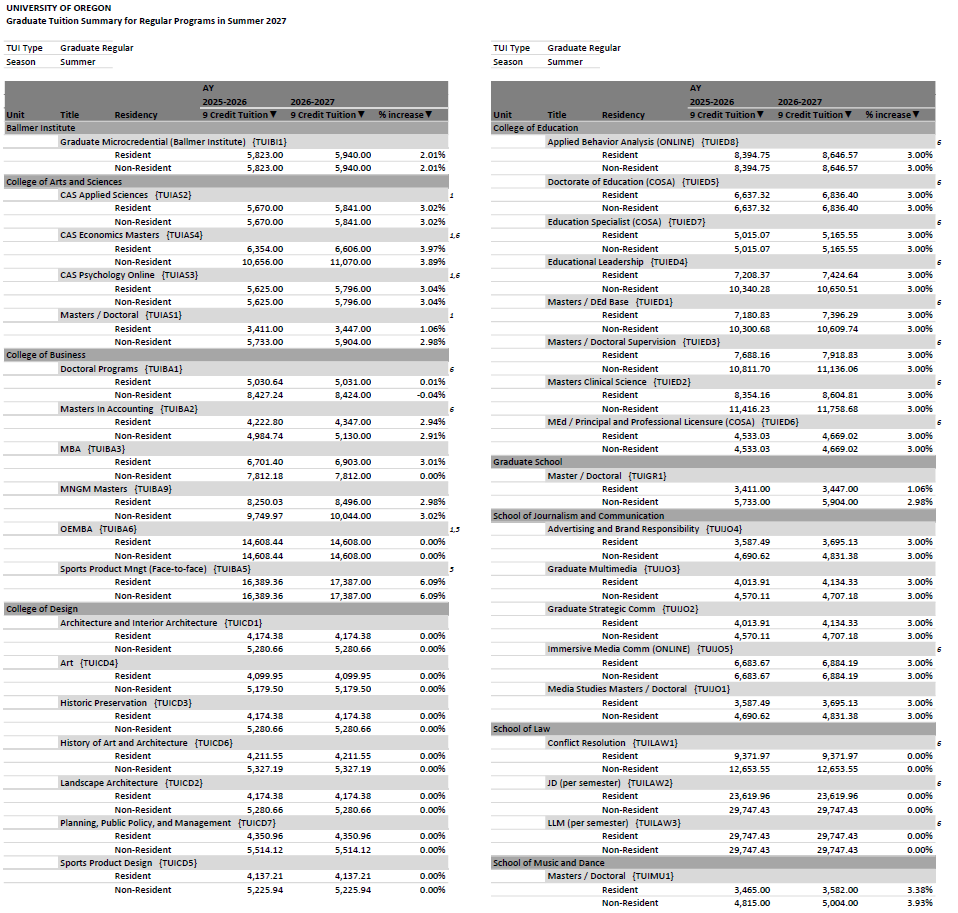 UNIVERSITY OF OREGON
Graduate Tuition Summary for Regular Programs in Summer 2027
TUI Type Graduate Regular
Season Summer
AY
2025-2026 2026-2027
Unit Title Residency 9 Credit Tuition▼ 9 Credit Tuition▼ % increase▼
Ballmer Institute
Graduate Microcredential (Ballmer Institute) {TUIBI1}
Resident 5,823.00 5,940.00 2.01%
Non-Resident 5,823.00 5,940.00 2.01%
College of Arts and Sciences
CAS Applied Sciences {TUIAS2} 1
Resident 5,670.00 5,841.00 3.02%
Non-Resident 5,670.00 5,841.00 3.02%
CAS Economics Masters {TUIAS4} 1,6
Resident 6,354.00 6,606.00 3.97%
Non-Resident 10,656.00 11,070.00 3.89%
CAS Psychology Online {TUIAS3} 1,6
Resident 5,625.00 5,796.00 3.04%
Non-Resident 5,625.00 5,796.00 3.04%
Masters / Doctoral {TUIAS1} 1
Resident 3,411.00 3,447.00 1.06%
Non-Resident 5,733.00 5,904.00 2.98%
College of Business
Doctoral Programs {TUIBA1} 6
Resident 5,030.64 5,031.00 0.01%
Non-Resident 8,427.24 8,424.00 -0.04%
Masters In Accounting {TUIBA2} 6
Resident 4,222.80 4,347.00 2.94%
Non-Resident 4,984.74 5,130.00 2.91%
MBA {TUIBA3}
Resident 6,701.40 6,903.00 3.01%
Non-Resident 7,812.18 7,812.00 0.00%
MNGM Masters {TUIBA9}
Resident 8,250.03 8,496.00 2.98%
Non-Resident 9,749.97 10,044.00 3.02%
OEMBA {TUIBA6} 1,5
Resident 14,608.44 14,608.00 0.00%
Non-Resident 14,608.44 14,608.00 0.00%
Sports Product Mngt (Face-to-face) {TUIBA5} 5
Resident 16,389.36 17,387.00 6.09%
Non-Resident 16,389.36 17,387.00 6.09%
College of Design
Architecture and Interior Architecture {TUICD1}
Resident 4,174.38 4,174.38 0.00%
Non-Resident 5,280.66 5,280.66 0.00%
Art {TUICD4}
Resident 4,099.95 4,099.95 0.00%
Non-Resident 5,179.50 5,179.50 0.00%
Historic Preservation {TUICD3}
Resident 4,174.38 4,174.38 0.00%
Non-Resident 5,280.66 5,280.66 0.00%
History of Art and Architecture {TUICD6}
Resident 4,211.55 4,211.55 0.00%
Non-Resident 5,327.19 5,327.19 0.00%
Landscape Architecture {TUICD2}
Resident 4,174.38 4,174.38 0.00%
Non-Resident 5,280.66 5,280.66 0.00%
Planning, Public Policy, and Management {TUICD7}
Resident 4,350.96 4,350.96 0.00%
Non-Resident 5,514.12 5,514.12 0.00%
Sports Product Design {TUICD5}
Resident 4,137.21 4,137.21 0.00%
Non-Resident 5,225.94 5,225.94 0.00%
TUI Type Graduate Regular
Season Summer
AY
2025-2026 2026-2027
Unit Title Residency 9 Credit Tuition▼ 9 Credit Tuition▼ % increase▼
College of Education
Applied Behavior Analysis (ONLINE) {TUIED8} 6
Resident 8,394.75 8,646.57 3.00%
Non-Resident 8,394.75 8,646.57 3.00%
Doctorate of Education (COSA) {TUIED5} 6
Resident 6,637.32 6,836.40 3.00%
Non-Resident 6,637.32 6,836.40 3.00%
Education Specialist (COSA) {TUIED7} 6
Resident 5,015.07 5,165.55 3.00%
Non-Resident 5,015.07 5,165.55 3.00%
Educational Leadership {TUIED4} 6
Resident 7,208.37 7,424.64 3.00%
Non-Resident 10,340.28 10,650.51 3.00%
Masters / DEd Base {TUIED1} 6
Resident 7,180.83 7,396.29 3.00%
Non-Resident 10,300.68 10,609.74 3.00%
Masters / Doctoral Supervision {TUIED3} 6
Resident 7,688.16 7,918.83 3.00%
Non-Resident 10,811.70 11,136.06 3.00%
Masters Clinical Science {TUIED2} 6
Resident 8,354.16 8,604.81 3.00%
Non-Resident 11,416.23 11,758.68 3.00%
MEd / Principal and Professional Licensure (COSA) {TUIED6} 6
Resident 4,533.03 4,669.02 3.00%
Non-Resident 4,533.03 4,669.02 3.00%
Graduate School
Master / Doctoral {TUIGR1}
Resident 3,411.00 3,447.00 1.06%
Non-Resident 5,733.00 5,904.00 2.98%
School of Journalism and Communication
Advertising and Brand Responsibility {TUIJO4}
Resident 3,587.49 3,695.13 3.00%
Non-Resident 4,690.62 4,831.38 3.00%
Graduate Multimedia {TUIJO3}
Resident 4,013.91 4,134.33 3.00%
Non-Resident 4,570.11 4,707.18 3.00%
Graduate Strategic Comm {TUIJO2}
Resident 4,013.91 4,134.33 3.00%
Non-Resident 4,570.11 4,707.18 3.00%
Immersive Media Comm (ONLINE) {TUIJO5} 6
Resident 6,683.67 6,884.19 3.00%
Non-Resident 6,683.67 6,884.19 3.00%
Media Studies Masters / Doctoral {TUIJO1}
Resident 3,587.49 3,695.13 3.00%
Non-Resident 4,690.62 4,831.38 3.00%
School of Law
Conflict Resolution {TUILAW1} 6
Resident 9,371.97 9,371.97 0.00%
Non-Resident 12,653.55 12,653.55 0.00%
JD (per semester) {TUILAW2} 6
Resident 23,619.96 23,619.96 0.00%
Non-Resident 29,747.43 29,747.43 0.00%
LLM (per semester) {TUILAW3} 6
Resident 29,747.43 29,747.43 0.00%
Non-Resident 29,747.43 29,747.43 0.00%
School of Music and Dance
Masters / Doctoral {TUIMU1}
Resident 3,465.00 3,582.00 3.38%
Non-Resident 4,815.00 5,004.00 3.93%